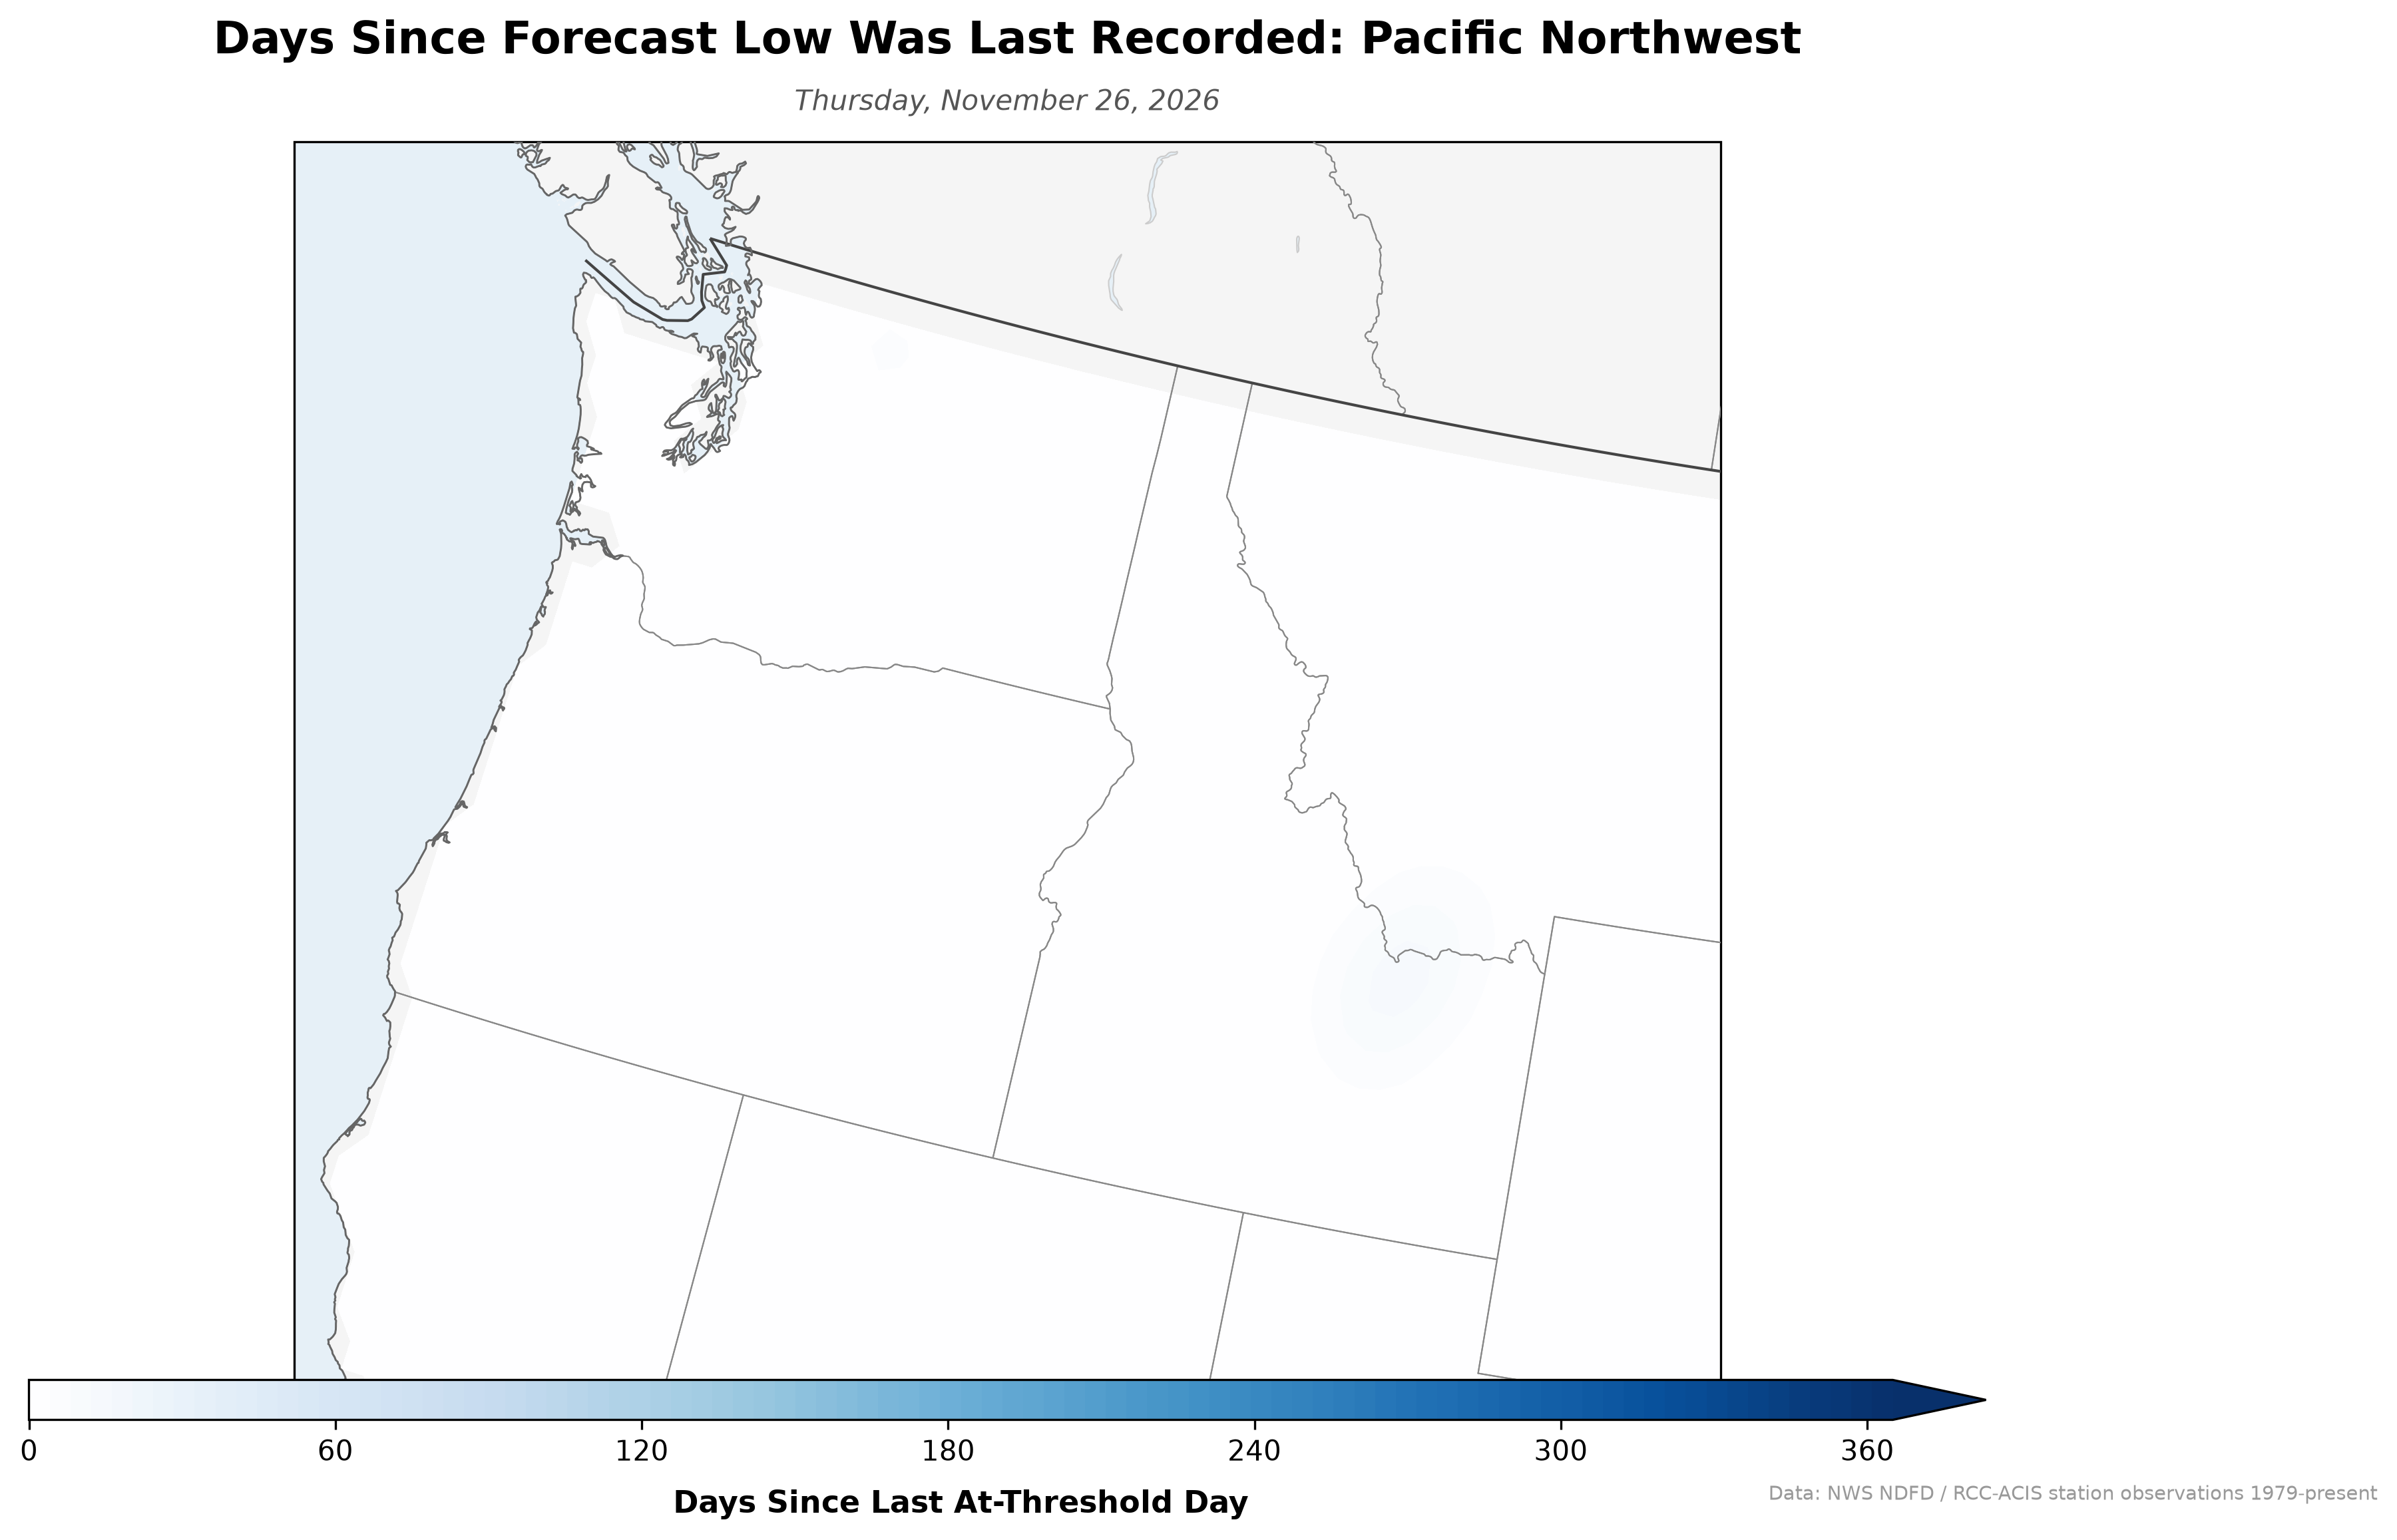 Days Since Forecast Low Was Last Recorded: Pacific Northwest
Thursday, November 26, 2026
0 60 120 180 240 300 360
Days Since Last At-Threshold Day
Data: NWS NDFD / RCC-ACIS station observations 1979-present